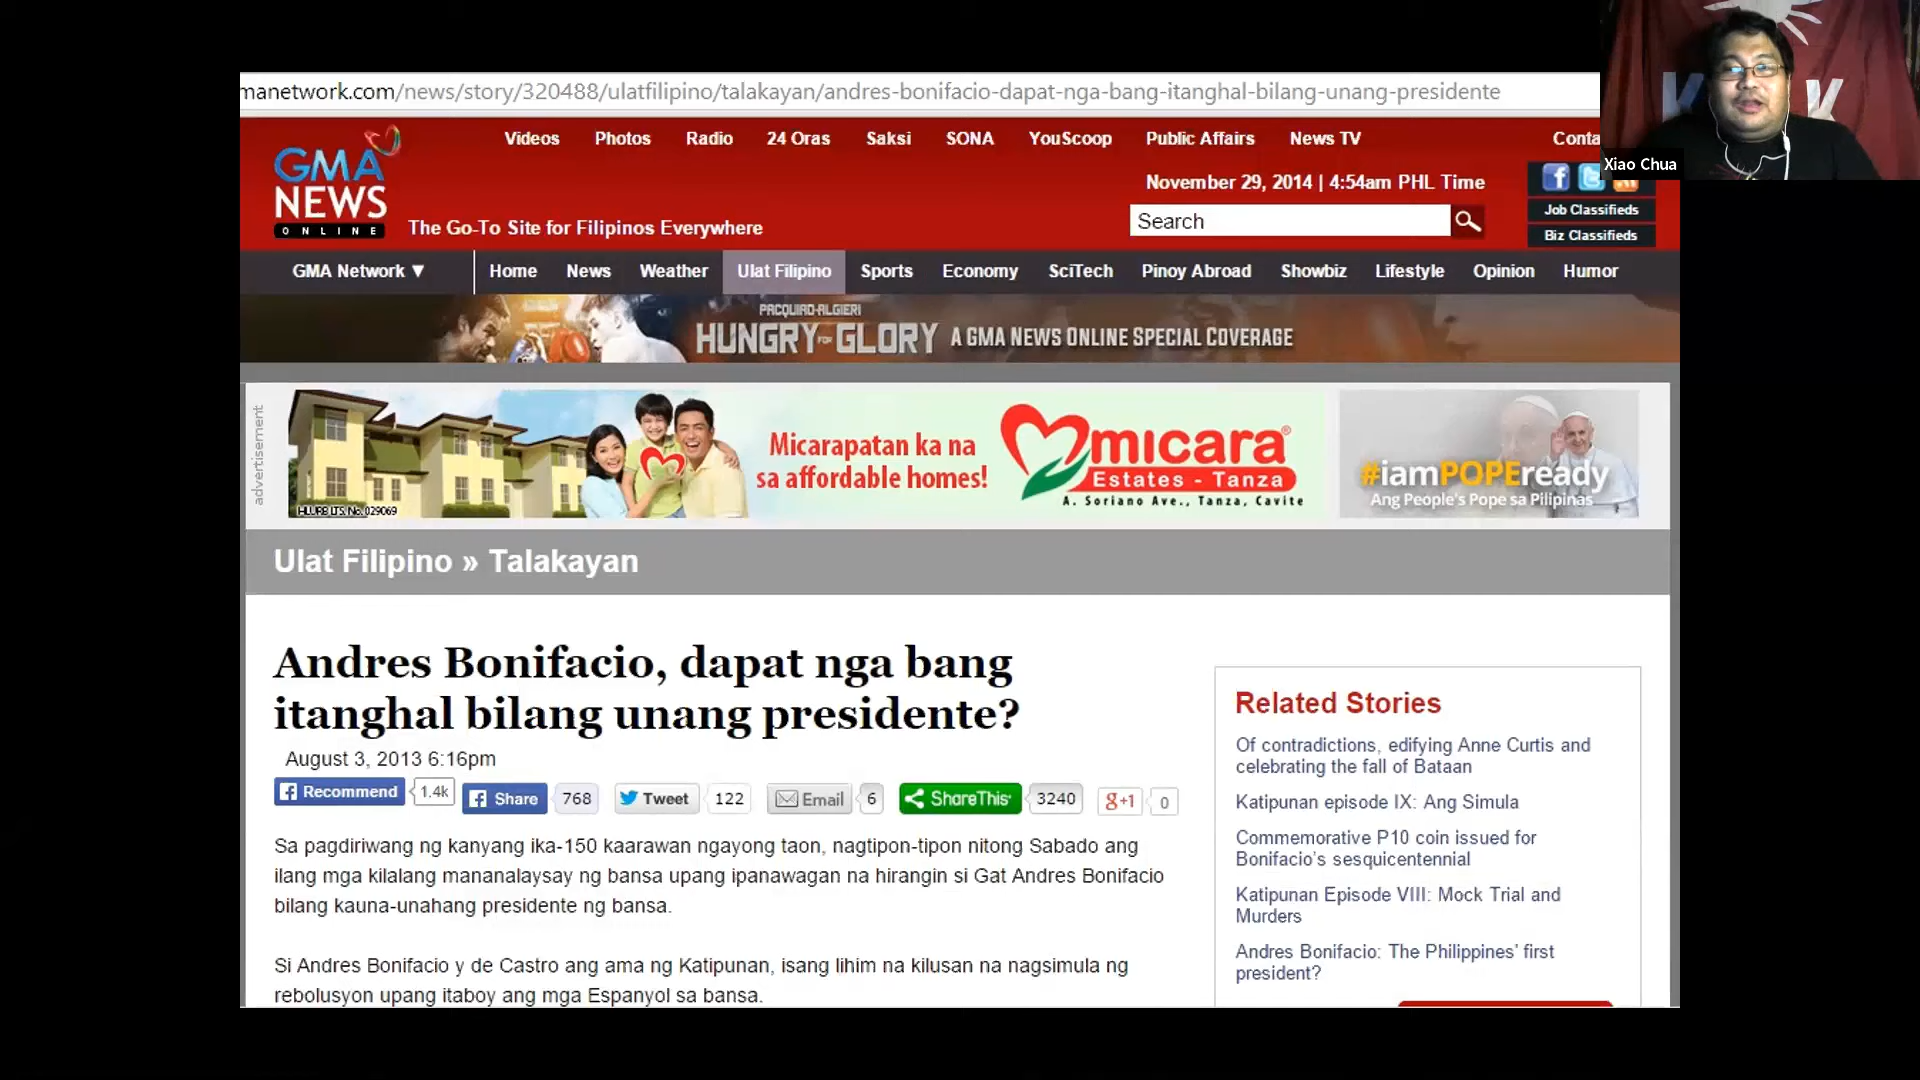 manetwork.com/news/story/320488/ulatfilipino/talakayan/andres-bonifacio-dapat-nga-bang-itanghal-bilang-unang-presidente
Xiao Chua
Videos Photos Radio 24 Oras Saksi SONA YouScoop Public Affairs News TV Conta
GMA
NEWS
ONLINE
The Go-To Site for Filipinos Everywhere
November 29, 2014 | 4:54am PHL Time
Search
Job Classifieds
Biz Classifieds
GMA Network ▼ Home News Weather Ulat Filipino Sports Economy SciTech Pinoy Abroad Showbiz Lifestyle Opinion Humor
PACQUIAO-ALGIERI
HUNGRY FOR GLORY A GMA NEWS ONLINE SPECIAL COVERAGE
advertisement
HLURB LTS. No. 029069
Micarapatan ka na
sa affordable homes!
micara®
Estates - Tanza
A. Soriano Ave., Tanza, Cavite
#iamPOPEready
Ang People's Pope sa Pilipinas
Ulat Filipino » Talakayan
Andres Bonifacio, dapat nga bang
itanghal bilang unang presidente?
August 3, 2013 6:16pm
Recommend 1.4k Share 768 Tweet 122 Email 6 ShareThis 3240 g+1 0
Sa pagdiriwang ng kanyang ika-150 kaarawan ngayong taon, nagtipon-tipon nitong Sabado ang
ilang mga kilalang mananalaysay ng bansa upang ipanawagan na hirangin si Gat Andres Bonifacio
bilang kauna-unahang presidente ng bansa.
Si Andres Bonifacio y de Castro ang ama ng Katipunan, isang lihim na kilusan na nagsimula ng
rebolusyon upang itaboy ang mga Espanyol sa bansa.
Related Stories
Of contradictions, edifying Anne Curtis and
celebrating the fall of Bataan
Katipunan episode IX: Ang Simula
Commemorative P10 coin issued for
Bonifacio's sesquicentennial
Katipunan Episode VIII: Mock Trial and
Murders
Andres Bonifacio: The Philippines' first
president?